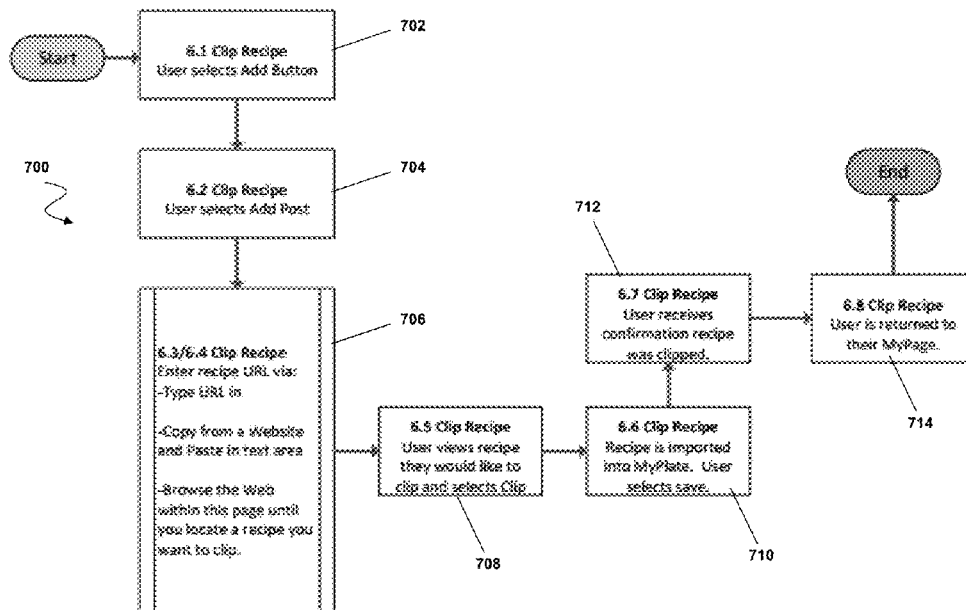 Start
6.1 Clip Recipe
User selects Add Button
702
700
6.2 Clip Recipe
User selects Add Post
704
6.3/6.4 Clip Recipe
Enter recipe URL via:
-Type URL in
-Copy from a Website
and Paste in text area
-Browse the Web
within this page until
you locate a recipe you
want to clip.
706
6.5 Clip Recipe
User views recipe
they would like to
clip and selects Clip
708
6.6 Clip Recipe
Recipe is imported
into MyPlate. User
selects save.
710
712
6.7 Clip Recipe
User receives
confirmation recipe
was clipped.
6.8 Clip Recipe
User is returned to
their MyPage.
714
End